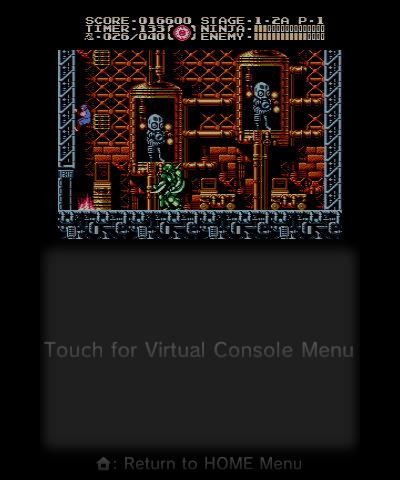 SCORE-016600 STAGE-1-2A P-1
TIMER-133 NINJA-
-026/040 ENEMY-
Touch for Virtual Console Menu
: Return to HOME Menu